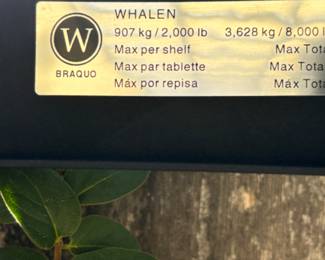 WHALEN
W
BRAQUO
907 kg / 2,000 lb 3,628 kg / 8,000 l
Max per shelf Max Tota
Max par tablette Max Tota
Máx por repisa Máx Tota